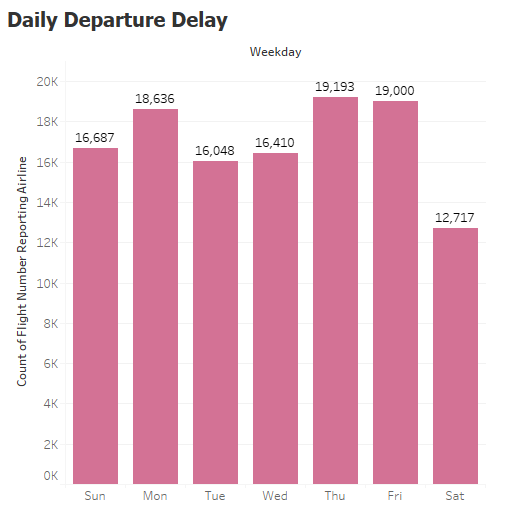 Daily Departure Delay
Weekday
Count of Flight Number Reporting Airline
20K
18K
16K
14K
12K
10K
8K
6K
4K
2K
0K
16,687
18,636
16,048
16,410
19,193
19,000
12,717
Sun Mon Tue Wed Thu Fri Sat